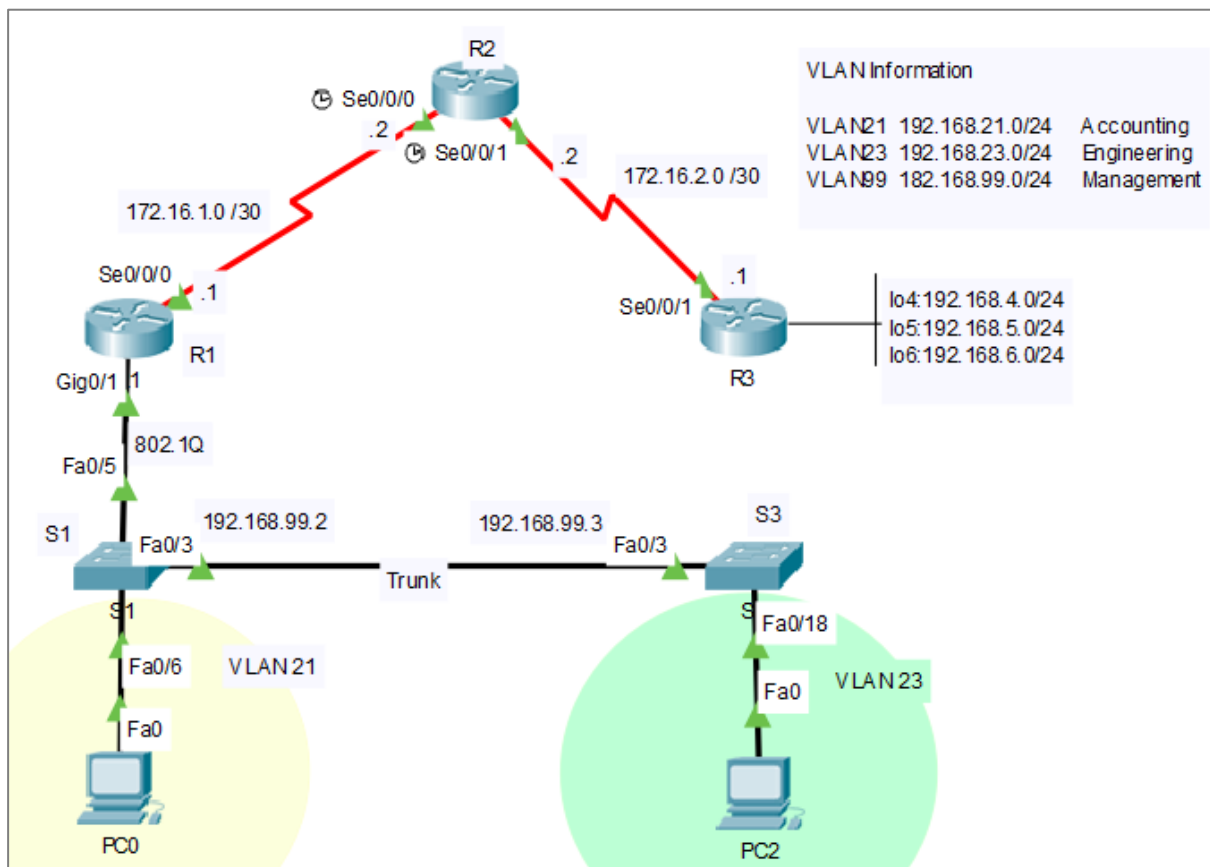 R2
VLAN Information
VLAN21 192.168.21.0/24 Accounting
VLAN23 192.168.23.0/24 Engineering
VLAN99 182.168.99.0/24 Management
Se0/0/0
.2
Se0/0/1
.2
172.16.1.0 /30
172.16.2.0 /30
Se0/0/0
.1
R1
.1
Se0/0/1
R3
lo4:192.168.4.0/24
lo5:192.168.5.0/24
lo6:192.168.6.0/24
Gig0/1
1
802.1Q
Fa0/5
S1
192.168.99.2
Fa0/3
Trunk
192.168.99.3
Fa0/3
S3
S1
Fa0/6
VLAN 21
Fa0
PC0
S
Fa0/18
VLAN 23
Fa0
PC2